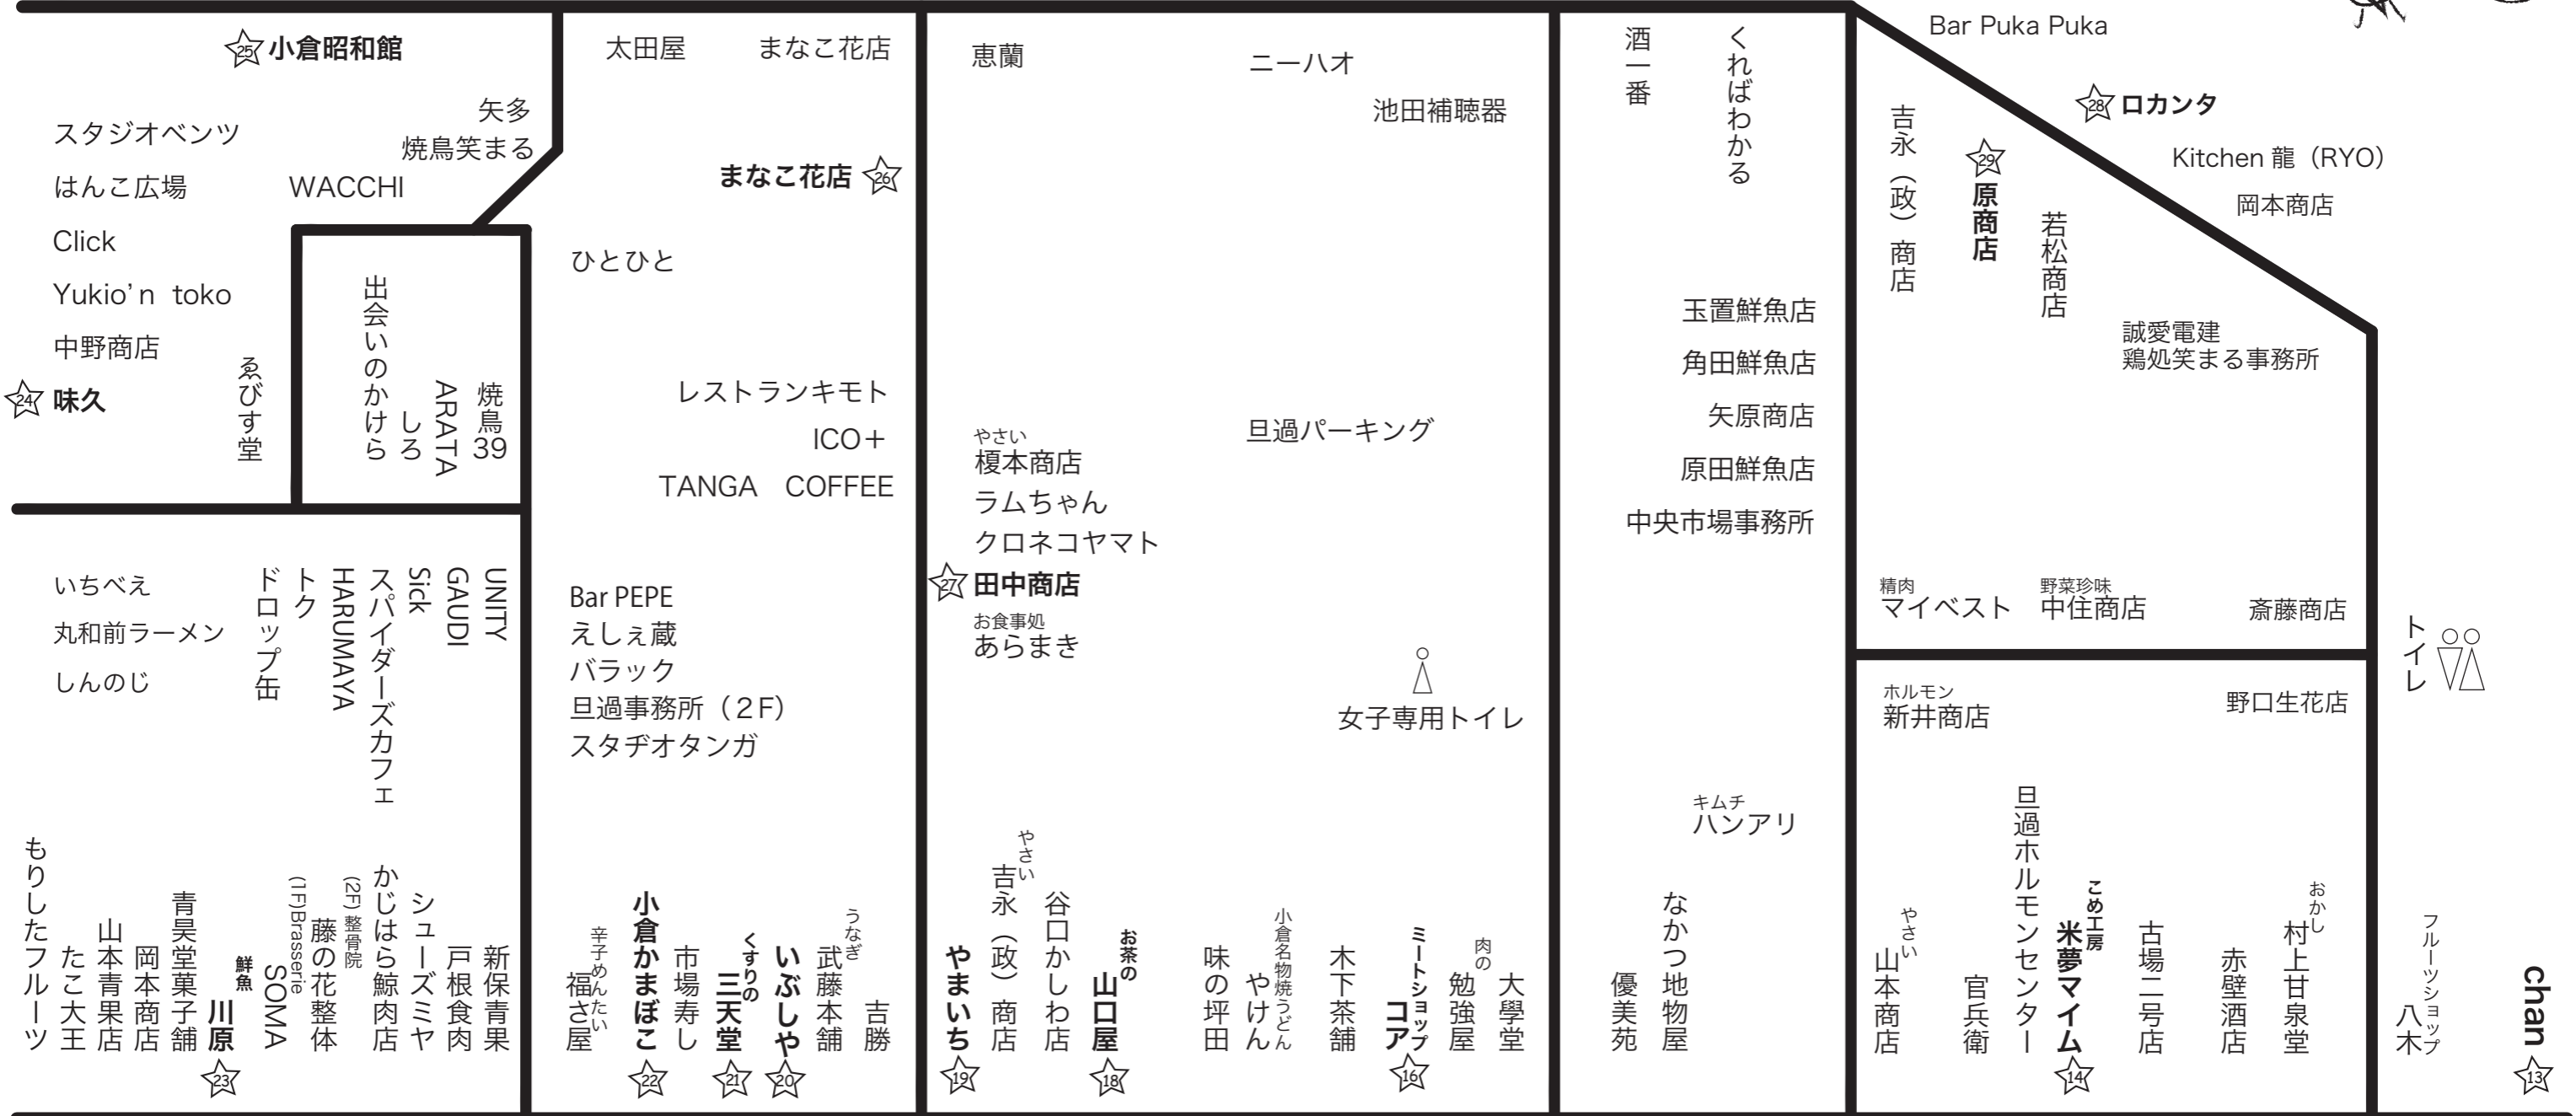 25 小倉昭和館
矢多
焼鳥笑まる
スタジオベンツ
はんこ広場
WACCHI
Click
Yukio’n toko
中野商店
24 味久
ゑびす堂
出会いのかけら
しろ
ARATA
焼鳥39
いちべえ
丸和前ラーメン
しんのじ
ドロップ缶
トク
HARUMAYA
スパイダーズカフェ
Sick
GAUDI
UNITY
もりしたフルーツ
たこ大王
山本青果店
岡本商店
青昊堂菓子舗
鮮魚
川原 23
SOMA
(1F)Brasserie
藤の花整体
(2F) 整骨院
かじはら鯨肉店
シューズミヤ
戸根食肉
新保青果
太田屋
まなこ花店
まなこ花店 26
ひとひと
レストランキモト
ICO+
TANGA COFFEE
Bar PEPE
えしぇ蔵
バラック
旦過事務所（2F）
スタヂオタンガ
辛子めんたい
福さ屋
小倉かまぼこ 22
市場寿し
くすりの
三天堂 21
いぶしや 20
うなぎ
武藤本舗
吉勝
恵蘭
ニーハオ
池田補聴器
旦過パーキング
やさい
榎本商店
ラムちゃん
クロネコヤマト
27 田中商店
お食事処
あらまき
女子専用トイレ
やまいち 19
やさい
吉永（政）商店
谷口かしわ店
お茶の
山口屋 18
味の坪田
小倉名物焼うどん
やけん
木下茶舗
ミートショップ
コア 16
肉の
勉強屋
大學堂
酒一番
くればわかる
玉置鮮魚店
角田鮮魚店
矢原商店
原田鮮魚店
中央市場事務所
キムチ
ハンアリ
優美苑
なかつ地物屋
Bar Puka Puka
28 ロカンタ
Kitchen 龍（RYO）
岡本商店
吉永（政）商店
29 原商店
若松商店
誠愛電建
鶏処笑まる事務所
精肉
マイベスト
野菜珍味
中住商店
斎藤商店
トイレ
ホルモン
新井商店
野口生花店
やさい
山本商店
官兵衛
旦過ホルモンセンター
こめ工房
米夢マイム 14
古場二号店
赤壁酒店
おかし
村上甘泉堂
フルーツショップ
八木
chan 13